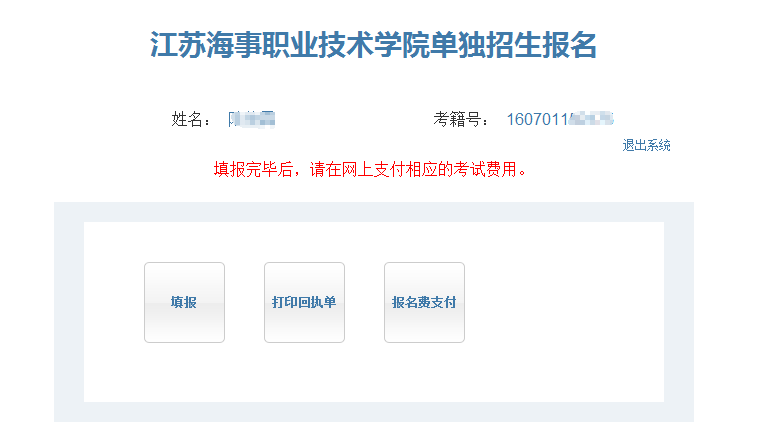 江苏海事职业技术学院单独招生报名
姓名： 考籍号： 1607011
退出系统
填报完毕后，请在网上支付相应的考试费用。
填报 打印回执单 报名费支付